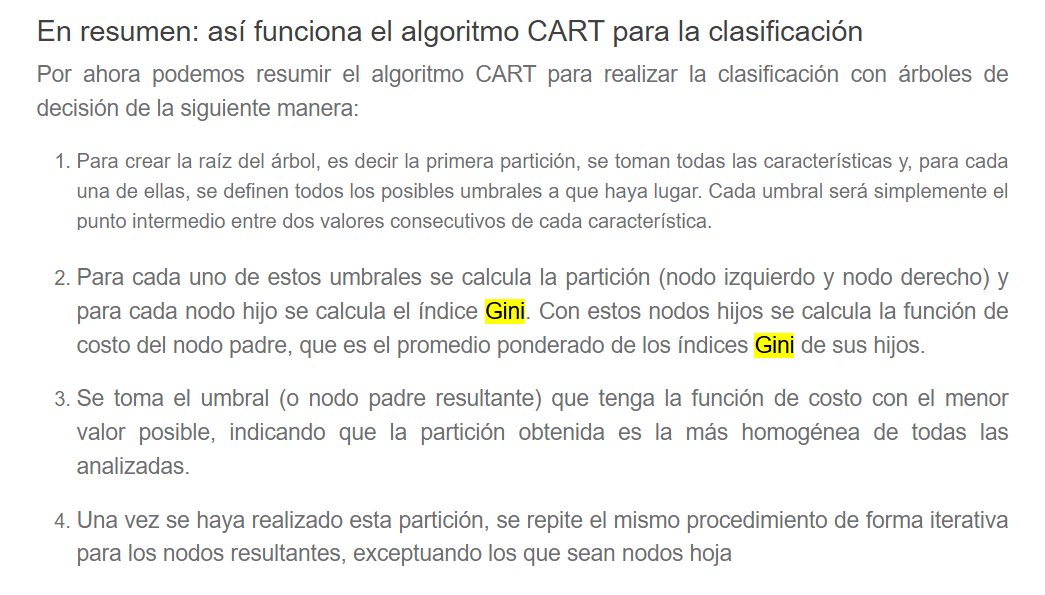 En resumen: así funciona el algoritmo CART para la clasificación
Por ahora podemos resumir el algoritmo CART para realizar la clasificación con árboles de
decisión de la siguiente manera:
1. Para crear la raíz del árbol, es decir la primera partición, se toman todas las características y, para cada
una de ellas, se definen todos los posibles umbrales a que haya lugar. Cada umbral será simplemente el
punto intermedio entre dos valores consecutivos de cada característica.
2. Para cada uno de estos umbrales se calcula la partición (nodo izquierdo y nodo derecho) y
para cada nodo hijo se calcula el índice Gini. Con estos nodos hijos se calcula la función de
costo del nodo padre, que es el promedio ponderado de los índices Gini de sus hijos.
3. Se toma el umbral (o nodo padre resultante) que tenga la función de costo con el menor
valor posible, indicando que la partición obtenida es la más homogénea de todas las
analizadas.
4. Una vez se haya realizado esta partición, se repite el mismo procedimiento de forma iterativa
para los nodos resultantes, exceptuando los que sean nodos hoja